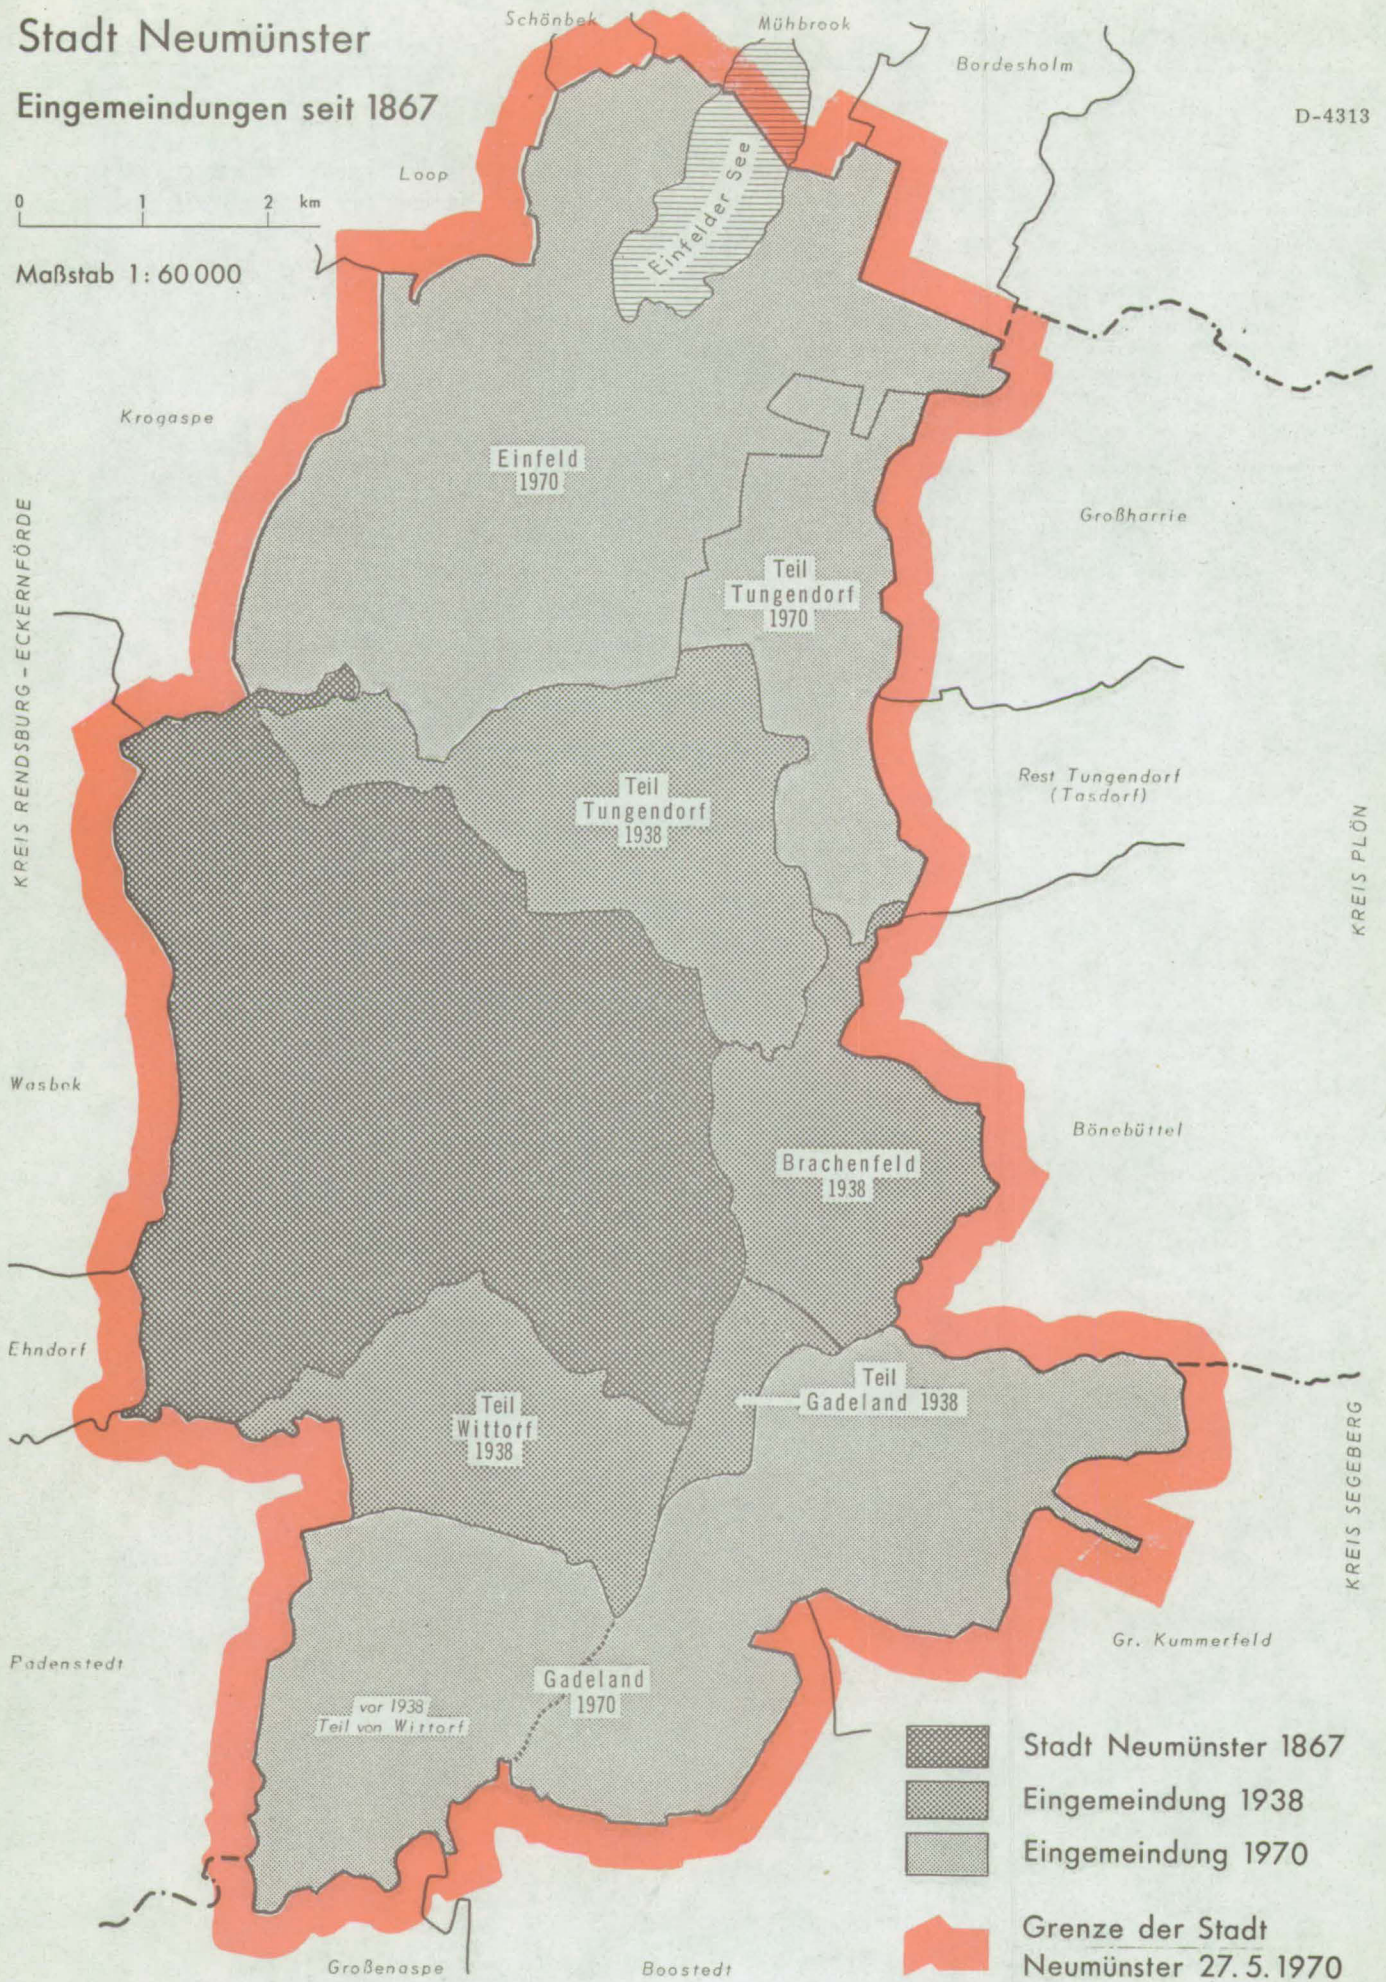 Stadt Neumünster
Eingemeindungen seit 1867
D-4313
0 1 2 km
Maßstab 1:60000
Schönbek
Mühbrook
Bordesholm
Loop
Einfelder See
Krogaspe
Einfeld
1970
Großharrie
KREIS RENDSBURG-ECKERNFÖRDE
Teil
Tungendorf
1970
Rest Tungendorf
(Tasdorf)
Teil
Tungendorf
1938
KREIS PLÖN
Wasbek
Bönebüttel
Brachenfeld
1938
Ehndorf
Teil
Gadeland 1938
Teil
Wittorf
1938
KREIS SEGEBERG
Gr. Kummerfeld
Padenstedt
Gadeland
1970
vor 1938
Teil von Wittorf
Stadt Neumünster 1867
Eingemeindung 1938
Eingemeindung 1970
Grenze der Stadt
Neumünster 27.5.1970
Großenaspe
Boostedt